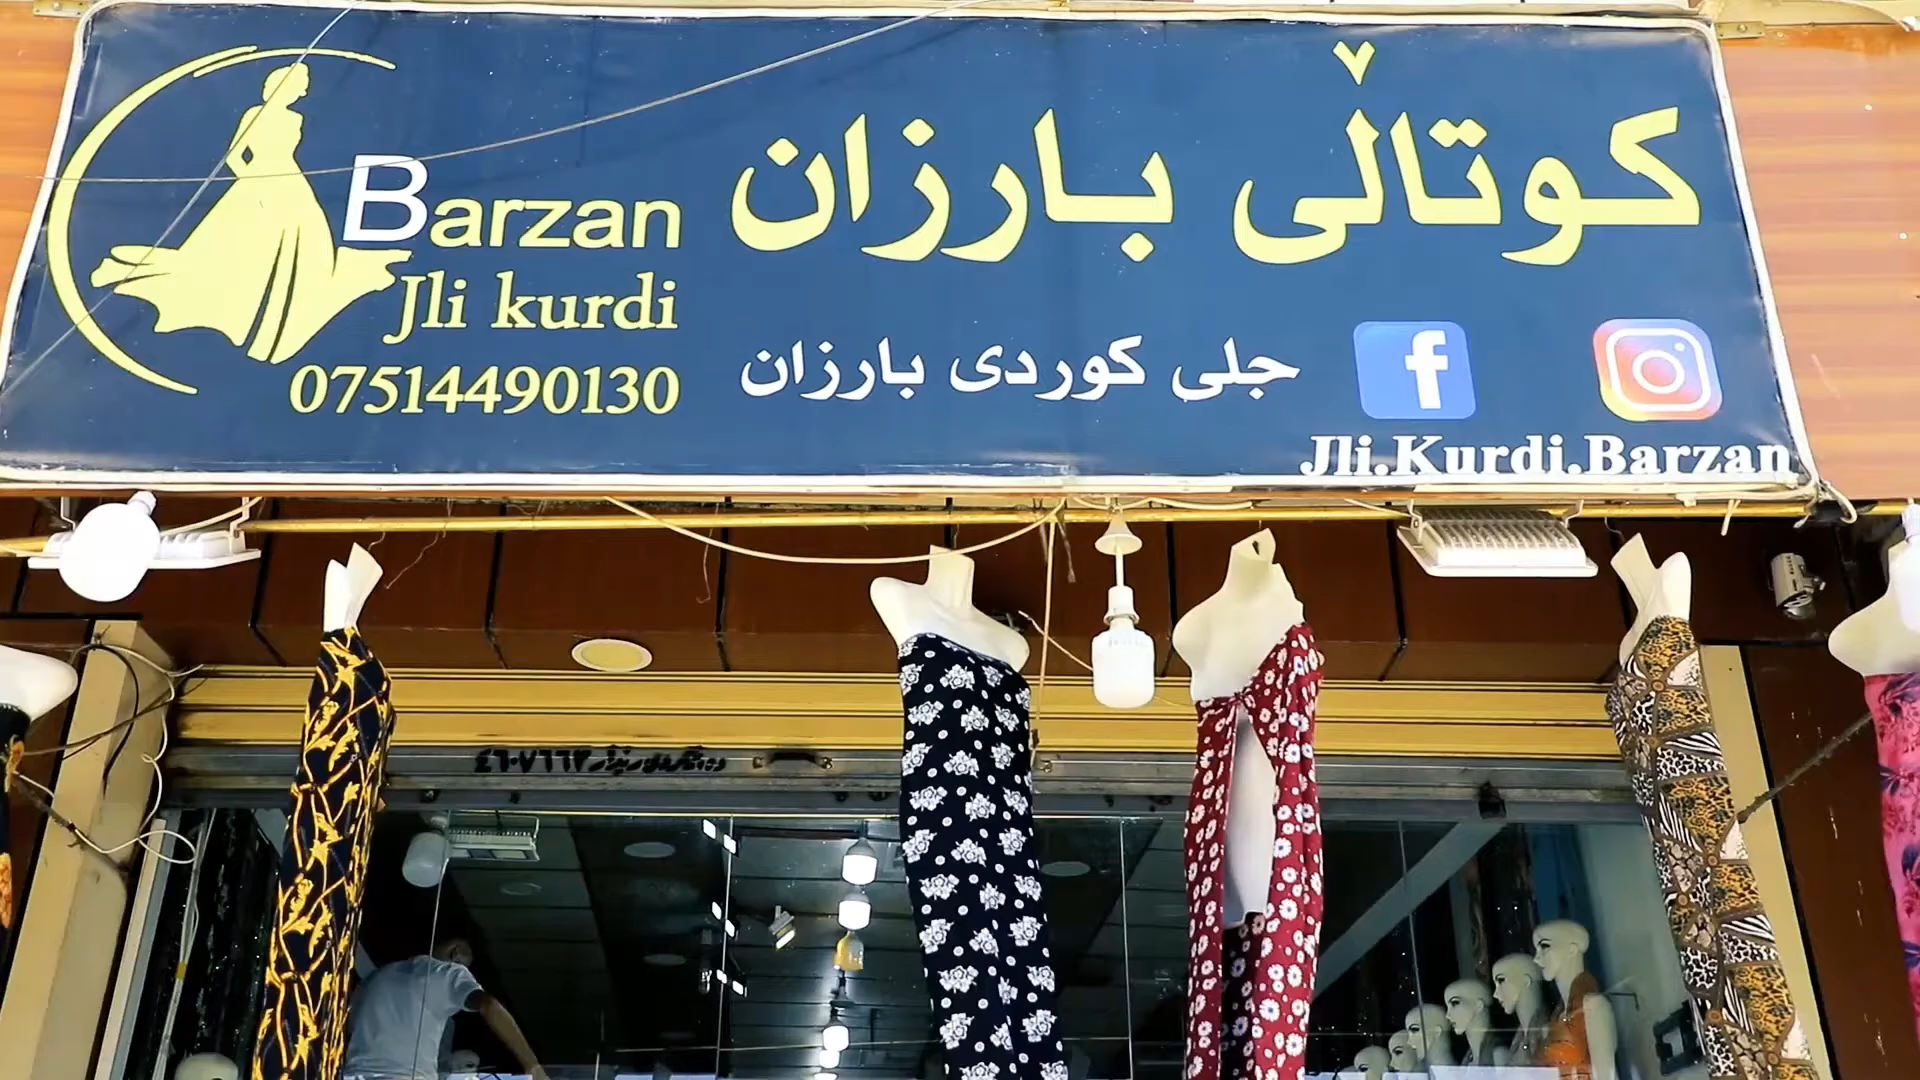 کوتاڵی بارزان
Barzan
Jli kurdi
07514490130
جلی کوردی بارزان
Jli.Kurdi.Barzan